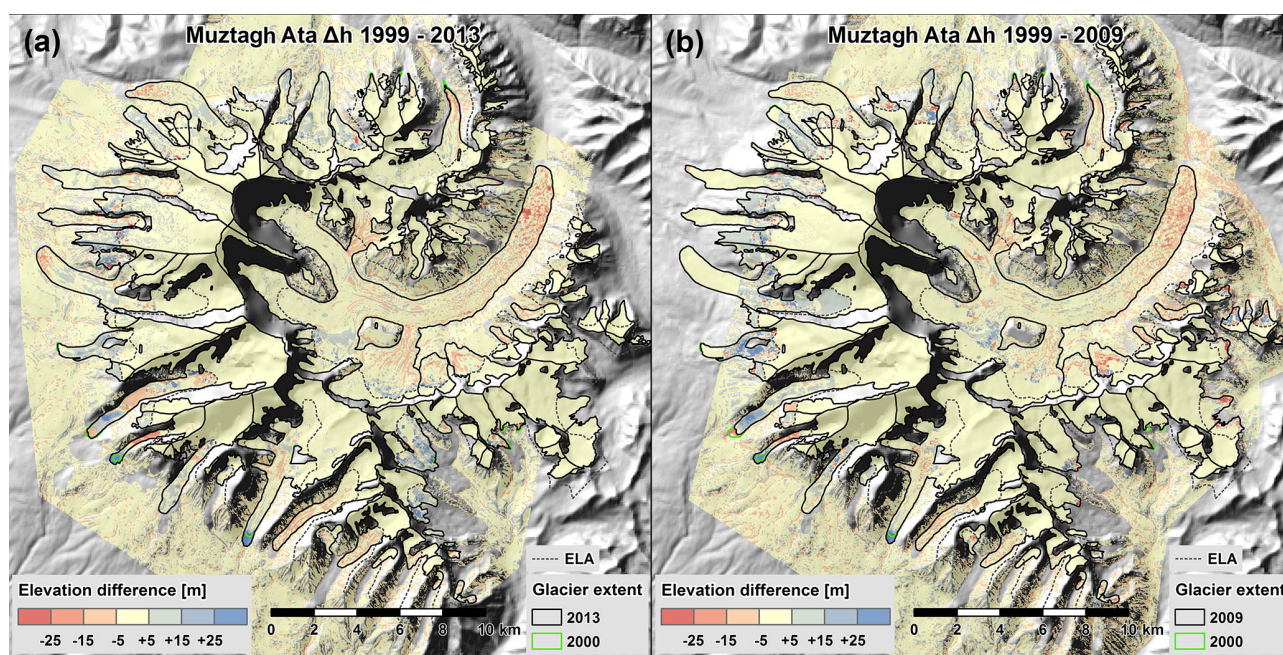 (a)
Muztagh Ata Δh 1999 - 2013
ELA
Elevation difference [m]
-25 -15 -5 +5 +15 +25
0 2 4 6 8 10 km
Glacier extent
2013
2000
(b)
Muztagh Ata Δh 1999 - 2009
ELA
Elevation difference [m]
-25 -15 -5 +5 +15 +25
0 2 4 6 8 10 km
Glacier extent
2009
2000